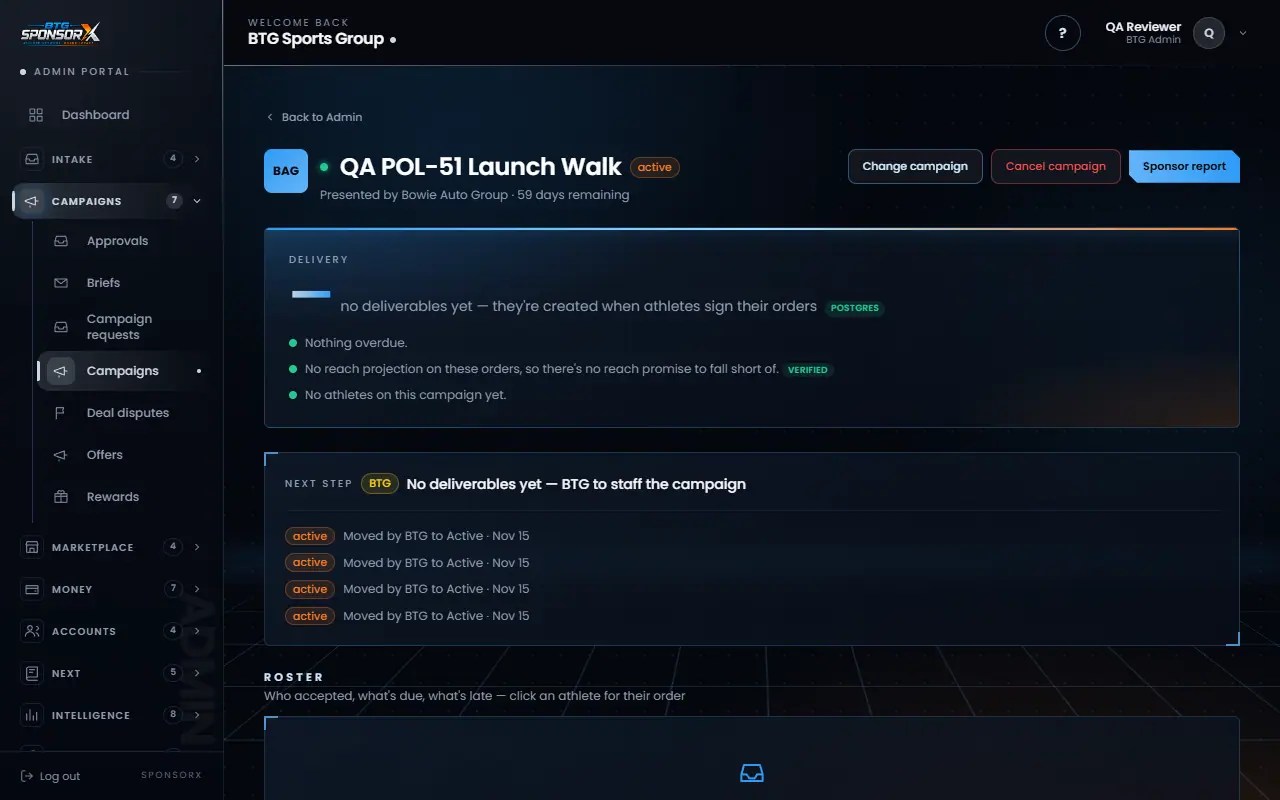 BTG
SPONSORX
ADMIN PORTAL
Dashboard
INTAKE 4
CAMPAIGNS 7
Approvals
Briefs
Campaign
requests
Campaigns
Deal disputes
Offers
Rewards
MARKETPLACE 4
MONEY 7
ACCOUNTS 4
NEXT 5
INTELLIGENCE 8
ADMIN
Log out SPONSORX
WELCOME BACK
BTG Sports Group
?
QA Reviewer
BTG Admin
Q
Back to Admin
BAG
QA POL-51 Launch Walk active
Presented by Bowie Auto Group · 59 days remaining
Change campaign
Cancel campaign
Sponsor report
DELIVERY
— no deliverables yet — they're created when athletes sign their orders POSTGRES
Nothing overdue.
No reach projection on these orders, so there's no reach promise to fall short of. VERIFIED
No athletes on this campaign yet.
NEXT STEP BTG No deliverables yet — BTG to staff the campaign
active Moved by BTG to Active · Nov 15
active Moved by BTG to Active · Nov 15
active Moved by BTG to Active · Nov 15
active Moved by BTG to Active · Nov 15
ROSTER
Who accepted, what's due, what's late — click an athlete for their order